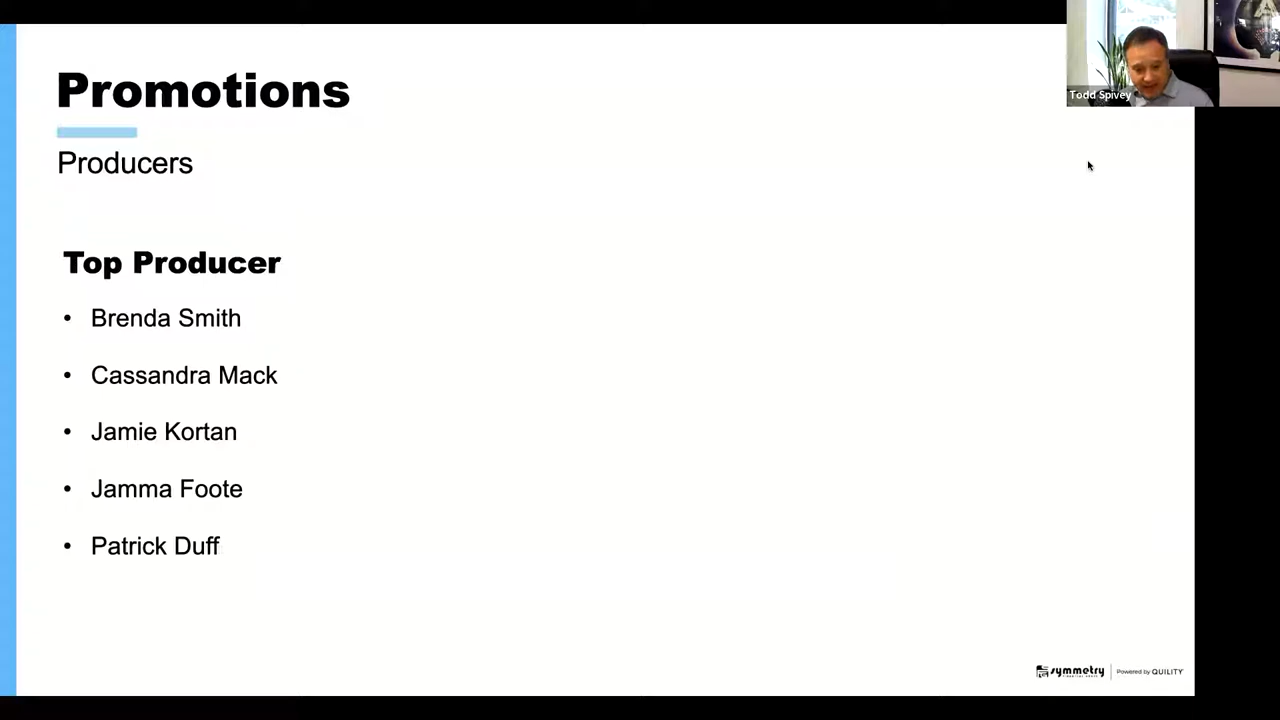 Promotions
Todd Spivey
Producers
Top Producer
• Brenda Smith
• Cassandra Mack
• Jamie Kortan
• Jamma Foote
• Patrick Duff
symmetry
Powered by QUILITY